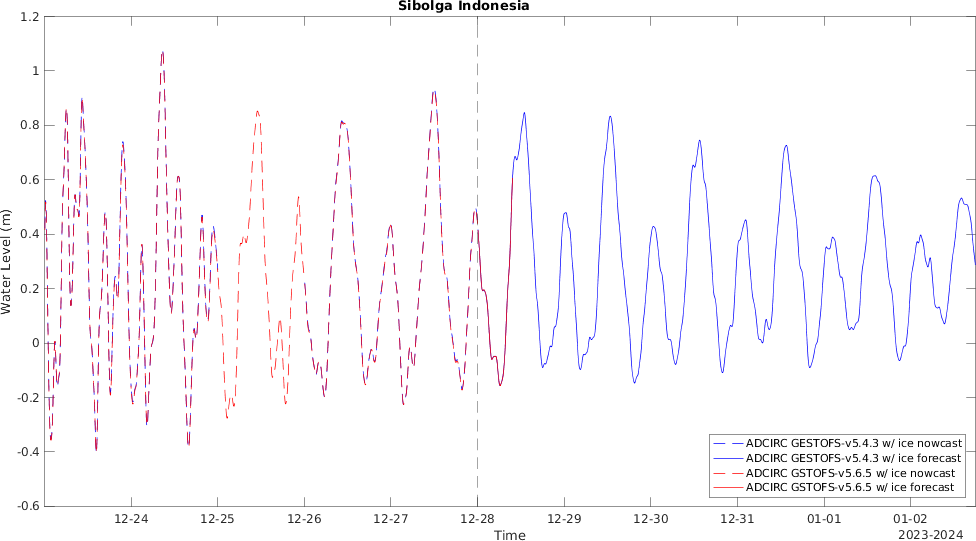 Sibolga Indonesia
1.2
1
0.8
0.6
0.4
0.2
0
-0.2
-0.4
-0.6
Water Level (m)
12-24 12-25 12-26 12-27 12-28 12-29 12-30 12-31 01-01 01-02
Time
2023-2024
ADCIRC GESTOFS-v5.4.3 w/ ice nowcast
ADCIRC GESTOFS-v5.4.3 w/ ice forecast
ADCIRC GSTOFS-v5.6.5 w/ ice nowcast
ADCIRC GSTOFS-v5.6.5 w/ ice forecast